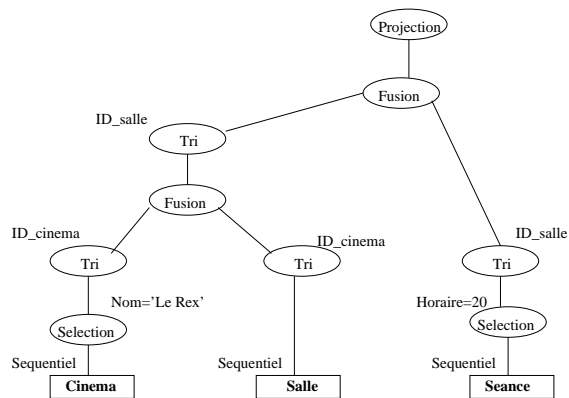 Projection
Fusion
ID_salle
Tri
Fusion
ID_cinema
ID_cinema
ID_salle
Tri
Tri
Tri
Nom='Le Rex'
Horaire=20
Selection
Selection
Sequentiel
Sequentiel
Sequentiel
Cinema
Salle
Seance